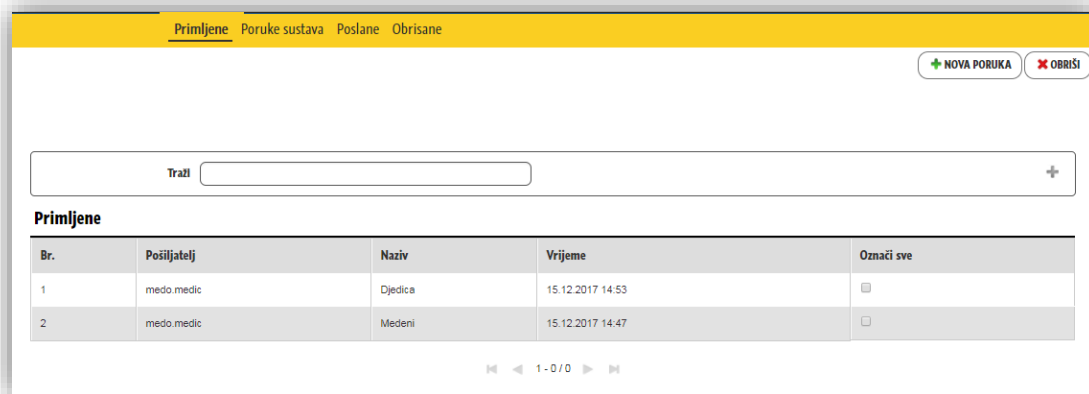 Primljene Poruke sustava Poslane Obrisane
NOVA PORUKA OBRIŠI
Traži
Primljene
Br. Pošiljatelj Naziv Vrijeme Označi sve
1 medo.medic Djedica 15.12.2017 14:53
2 medo.medic Medeni 15.12.2017 14:47
1 - 0 / 0